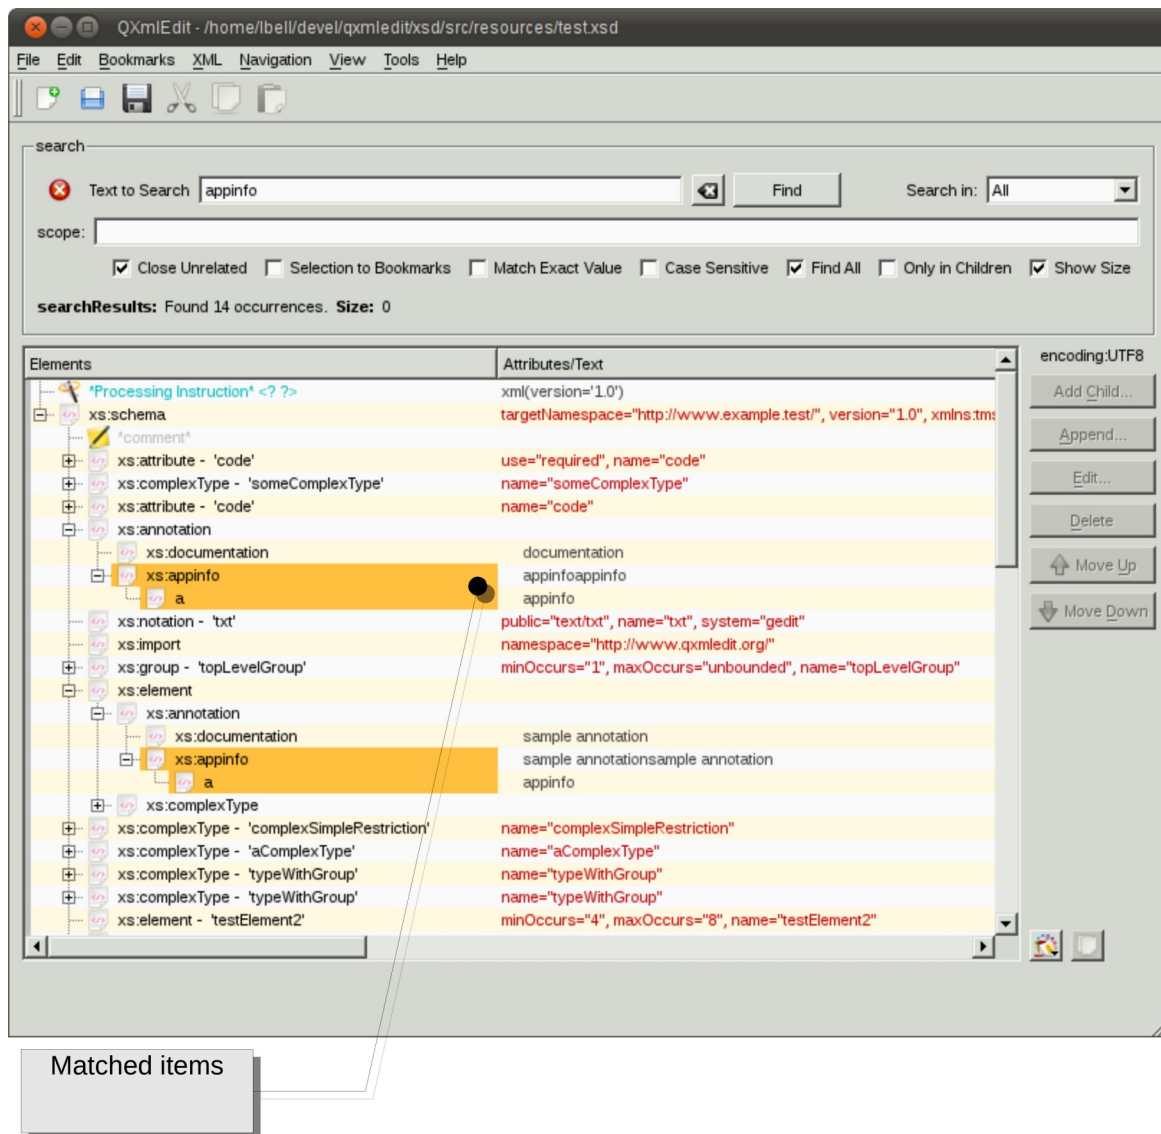 QXmlEdit - /home/lbell/devel/qxmledit/xsd/src/resources/test.xsd
File Edit Bookmarks XML Navigation View Tools Help
search
Text to Search appinfo Find Search in: All
scope:
Close Unrelated Selection to Bookmarks Match Exact Value Case Sensitive Find All Only in Children Show Size
searchResults: Found 14 occurrences. Size: 0
Elements Attributes/Text encoding:UTF8
*Processing Instruction* <? ?> xml(version='1.0') Add Child...
xs:schema targetNamespace="http://www.example.test/", version="1.0", xmlns:tms
*comment* Append...
xs:attribute - 'code' use="required", name="code"
xs:complexType - 'someComplexType' name="someComplexType" Edit...
xs:attribute - 'code' name="code"
xs:annotation Delete
xs:documentation documentation
xs:appinfo appinfoappinfo Move Up
a appinfo
xs:notation - 'txt' public="text/txt", name="txt", system="gedit" Move Down
xs:import namespace="http://www.qxmledit.org/"
xs:group - 'topLevelGroup' minOccurs="1", maxOccurs="unbounded", name="topLevelGroup"
xs:element
xs:annotation
xs:documentation sample annotation
xs:appinfo sample annotationsample annotation
a appinfo
xs:complexType
xs:complexType - 'complexSimpleRestriction' name="complexSimpleRestriction"
xs:complexType - 'aComplexType' name="aComplexType"
xs:complexType - 'typeWithGroup' name="typeWithGroup"
xs:complexType - 'typeWithGroup' name="typeWithGroup"
xs:element - 'testElement2' minOccurs="4", maxOccurs="8", name="testElement2"
Matched items